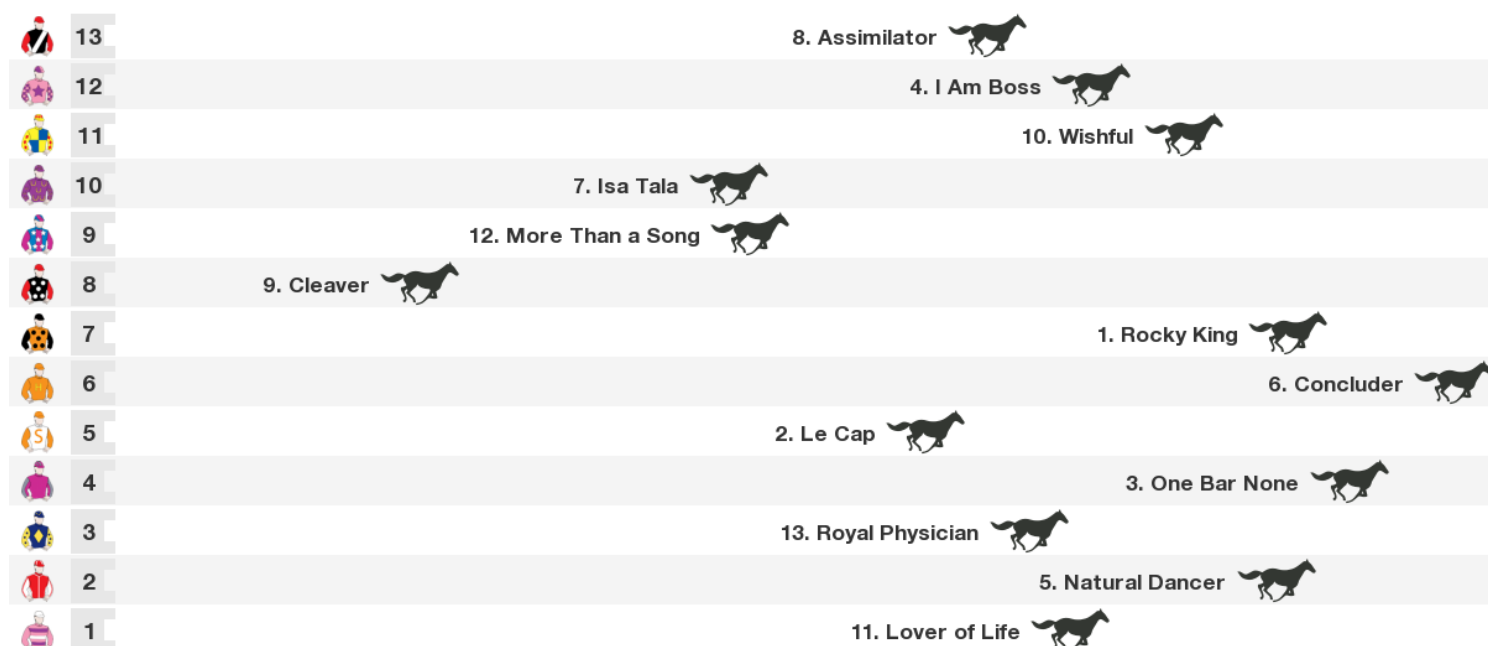 13 8. Assimilator
12 4. I Am Boss
11 10. Wishful
10 7. Isa Tala
9 12. More Than a Song
8 9. Cleaver
7 1. Rocky King
6 6. Concluder
H
5 2. Le Cap
S
4 3. One Bar None
3 13. Royal Physician
2 5. Natural Dancer
1 11. Lover of Life